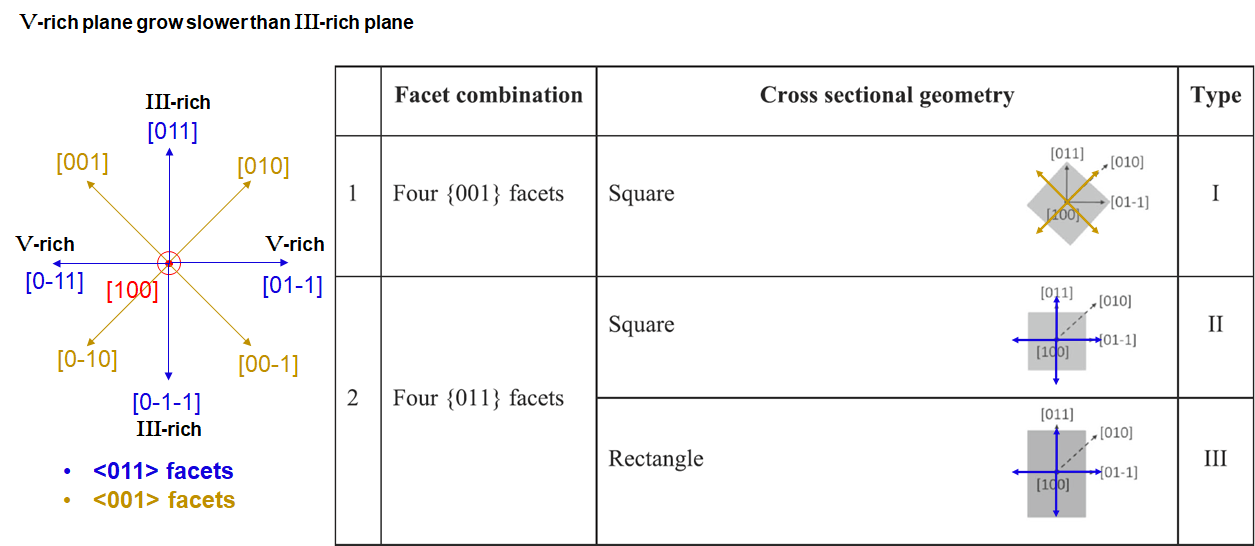 V-rich plane grow slower than III-rich plane
III-rich
[011]
[001]
[010]
V-rich
V-rich
[0-11]
[100]
[01-1]
[0-10]
[00-1]
[0-1-1]
III-rich
• <011> facets
• <001> facets
Facet combination
Cross sectional geometry
Type
1
Four {001} facets
Square
[011]
[010]
[01-1]
[100]
I
2
Four {011} facets
Square
[011]
[010]
[01-1]
[100]
II
Rectangle
[011]
[010]
[01-1]
[100]
III